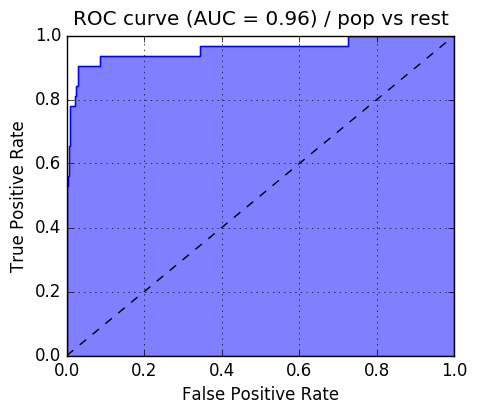 ROC curve (AUC = 0.96) / pop vs rest
1.0
0.8
0.6
0.4
0.2
0.0
True Positive Rate
0.0 0.2 0.4 0.6 0.8 1.0
False Positive Rate